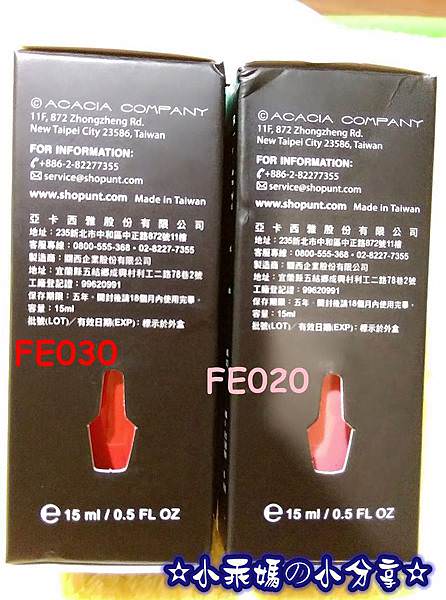 © ACACIA COMPANY
11F, 872 Zhongzheng Rd.
New Taipei City 23586, Taiwan
FOR INFORMATION:
+886-2-82277355
service@shopunt.com
www.shopunt.com Made in Taiwan
亞卡西雅股份有限公司
地址：235新北市中和區中正路872號11樓
客服專線：0800-555-368・02-8227-7355
製造商：關西企業股份有限公司
地址：宜蘭縣五結鄉成興村利工二路78巷2號
工廠登記證：99620991
保存期限：五年。開封後請18個月內使用完畢。
容量：15ml
批號(LOT)／有效日期(EXP)：標示於外盒
FE030
e 15 ml / 0.5 FL OZ
© ACACIA COMPANY
11F, 872 Zhongzheng Rd.
New Taipei City 23586, Taiwan
FOR INFORMATION:
+886-2-82277355
service@shopunt.com
www.shopunt.com Made in Taiwan
亞卡西雅股份有限公司
地址：235新北市中和區中正路872號11樓
客服專線：0800-555-368・02-8227-7355
製造商：關西企業股份有限公司
地址：宜蘭縣五結鄉成興村利工二路78巷2號
工廠登記證：99620991
保存期限：五年。開封後請18個月內使用完畢。
容量：15ml
批號(LOT)／有效日期(EXP)：標示於外盒
FE020
e 15 ml / 0.5 FL OZ
☆小乖媽の小分享☆